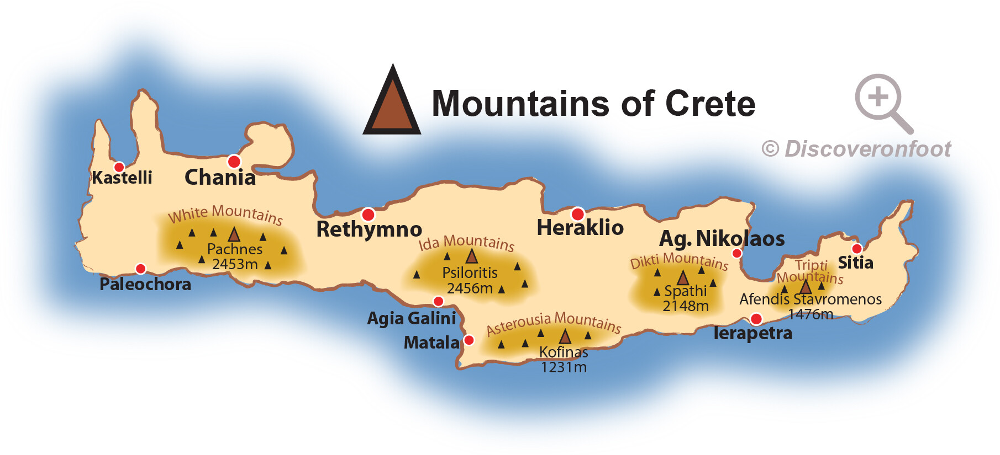 Mountains of Crete
© Discoveronfoot
Kastelli
Chania
White Mountains
Pachnes
2453m
Paleochora
Rethymno
Ida Mountains
Psiloritis
2456m
Agia Galini
Matala
Heraklio
Asterousia Mountains
Kofinas
1231m
Ag. Nikolaos
Dikti Mountains
Spathi
2148m
Tripti
Mountains
Afendis Stavromenos
1476m
Sitia
Ierapetra